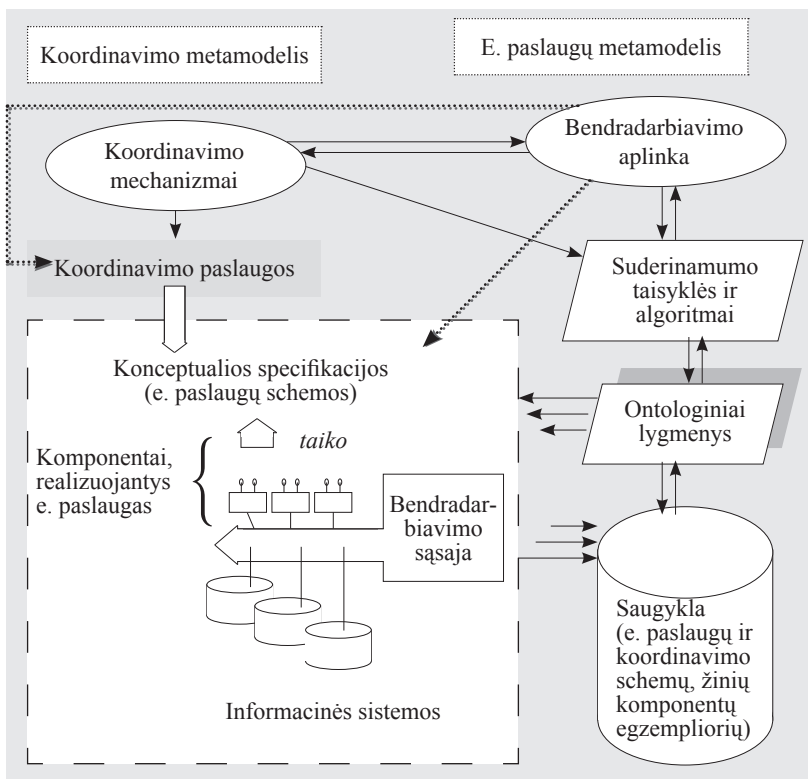 Koordinavimo metamodelis
E. paslaugų metamodelis
Koordinavimo
mechanizmai
Bendradarbiavimo
aplinka
Koordinavimo paslaugos
Suderinamumo
taisyklės ir
algoritmai
Konceptualios specifikacijos
(e. paslaugų schemos)
Ontologiniai
lygmenys
taiko
Komponentai,
realizuojantys
e. paslaugas
Bendradar-
biavimo
sąsaja
Saugykla
(e. paslaugų ir
koordinavimo
schemų, žinių
komponentų
egzempliorių)
Informacinės sistemos